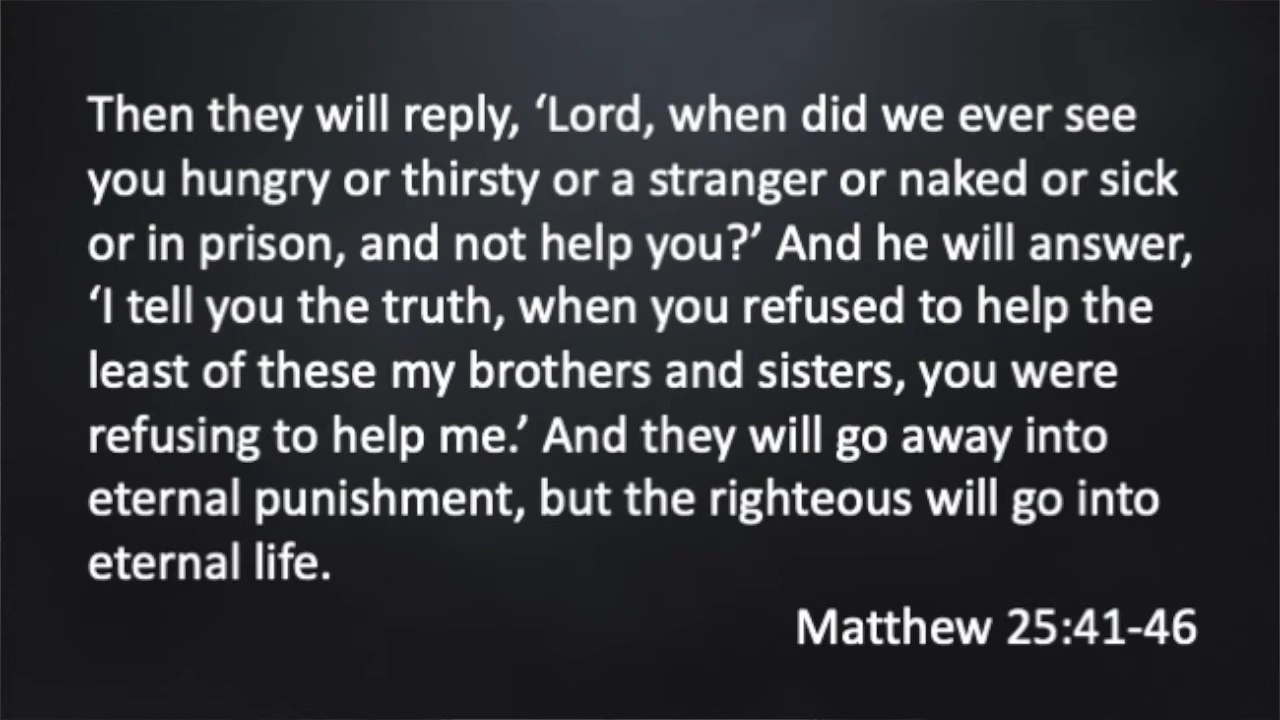 Then they will reply, ‘Lord, when did we ever see
you hungry or thirsty or a stranger or naked or sick
or in prison, and not help you?’ And he will answer,
‘I tell you the truth, when you refused to help the
least of these my brothers and sisters, you were
refusing to help me.’ And they will go away into
eternal punishment, but the righteous will go into
eternal life.
Matthew 25:41-46